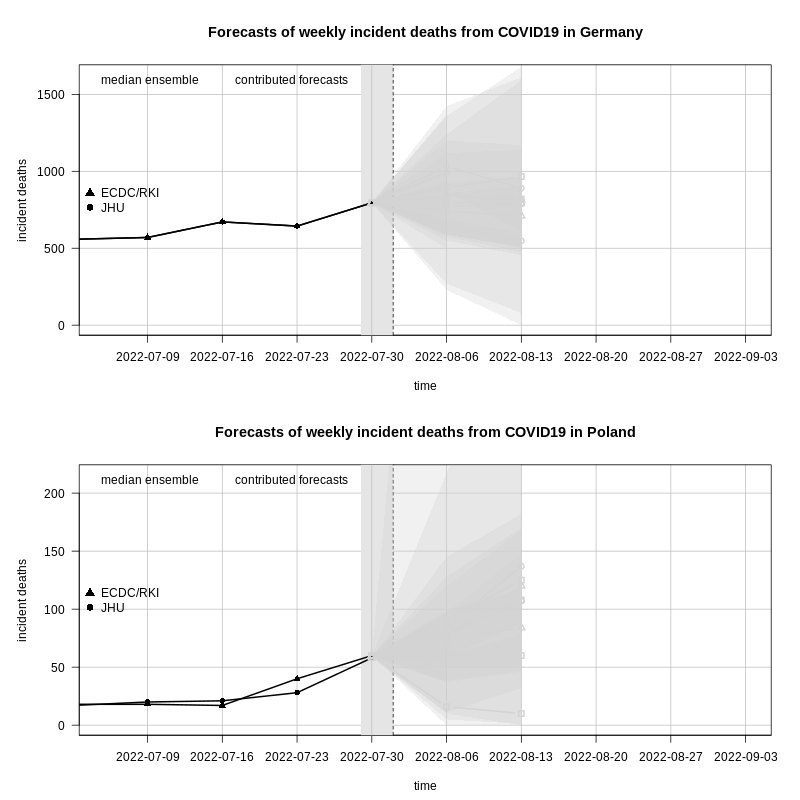 Forecasts of weekly incident deaths from COVID19 in Germany
median ensemble contributed forecasts
1500
1000
500
0
incident deaths
ECDC/RKI
JHU
2022-07-09 2022-07-16 2022-07-23 2022-07-30 2022-08-06 2022-08-13 2022-08-20 2022-08-27 2022-09-03
time
Forecasts of weekly incident deaths from COVID19 in Poland
median ensemble contributed forecasts
200
150
100
50
0
incident deaths
ECDC/RKI
JHU
2022-07-09 2022-07-16 2022-07-23 2022-07-30 2022-08-06 2022-08-13 2022-08-20 2022-08-27 2022-09-03
time